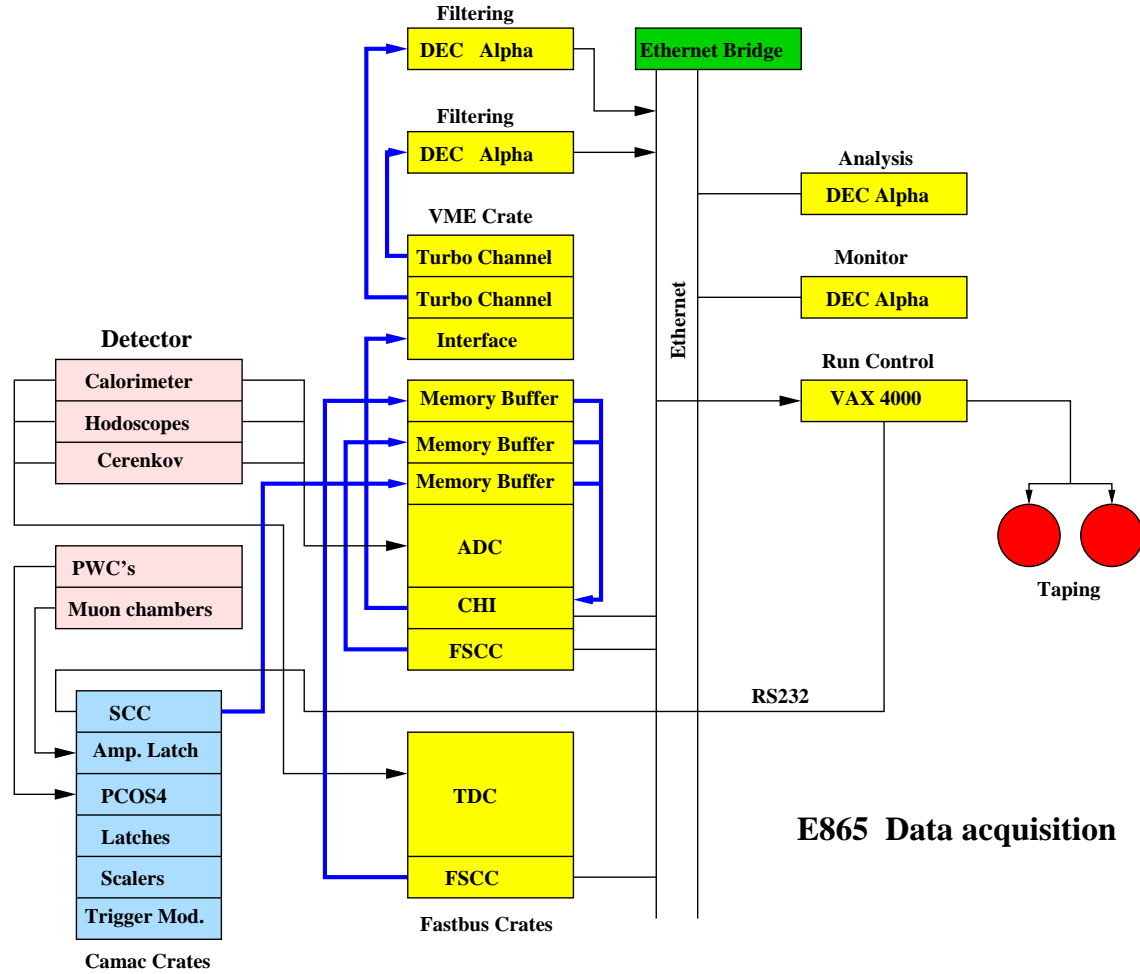 Filtering
DEC Alpha
Ethernet Bridge
Filtering
DEC Alpha
Analysis
DEC Alpha
VME Crate
Turbo Channel
Turbo Channel
Interface
Ethernet
Monitor
DEC Alpha
Detector
Calorimeter
Hodoscopes
Cerenkov
Run Control
VAX 4000
Memory Buffer
Memory Buffer
Memory Buffer
ADC
CHI
FSCC
Taping
PWC's
Muon chambers
RS232
SCC
Amp. Latch
PCOS4
Latches
Scalers
Trigger Mod.
Camac Crates
TDC
FSCC
Fastbus Crates
E865 Data acquisition